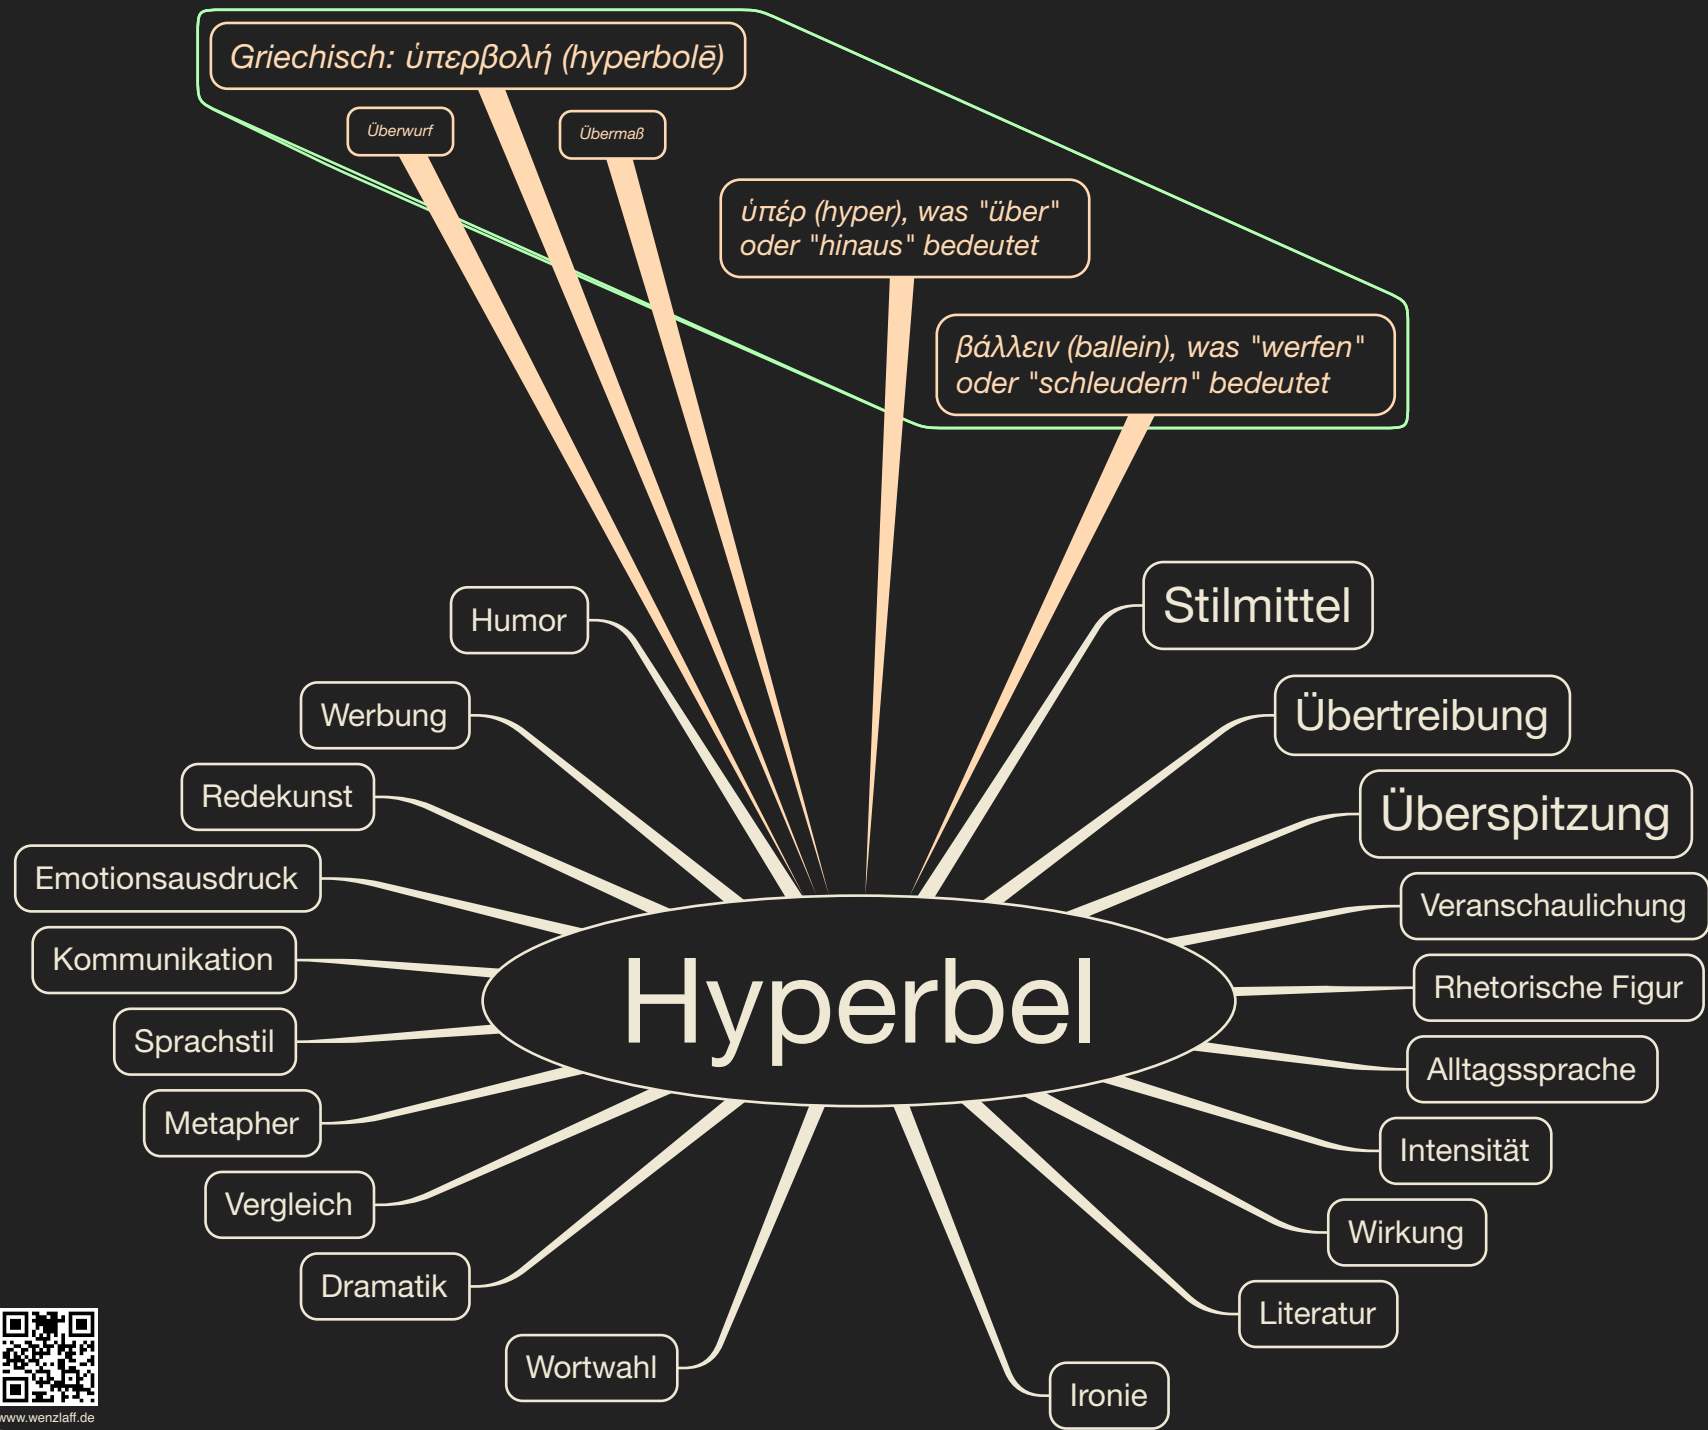 Griechisch: ὑπερβολή (hyperbolē)
Überwurf
Übermaß
ὑπέρ (hyper), was "über"
oder "hinaus" bedeutet
βάλλειν (ballein), was "werfen"
oder "schleudern" bedeutet
Humor
Stilmittel
Werbung
Übertreibung
Redekunst
Überspitzung
Emotionsausdruck
Veranschaulichung
Kommunikation
Hyperbel
Rhetorische Figur
Sprachstil
Alltagssprache
Metapher
Intensität
Vergleich
Wirkung
Dramatik
Literatur
Wortwahl
Ironie
www.wenzlaff.de